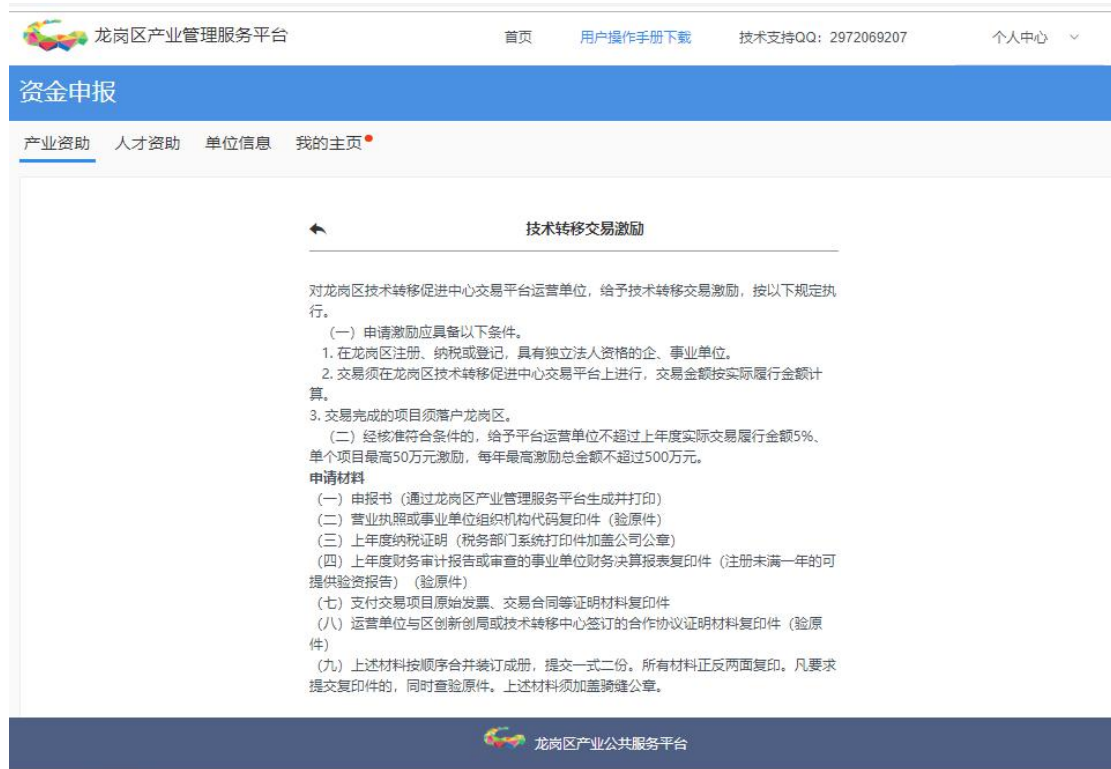 龙岗区产业管理服务平台
首页
用户操作手册下载
技术支持QQ：2972069207
个人中心
资金申报
产业资助
人才资助
单位信息
我的主页
技术转移交易激励
对龙岗区技术转移促进中心交易平台运营单位，给予技术转移交易激励，按以下规定执
行。
（一）申请激励应具备以下条件。
1. 在龙岗区注册、纳税或登记，具有独立法人资格的企、事业单位。
2. 交易须在龙岗区技术转移促进中心交易平台上进行，交易金额按实际履行金额计
算。
3. 交易完成的项目须落户龙岗区。
（二）经核准符合条件的，给予平台运营单位不超过上年度实际交易履行金额5%、
单个项目最高50万元激励，每年最高激励总金额不超过500万元。
申请材料
（一）申报书（通过龙岗区产业管理服务平台生成并打印）
（二）营业执照或事业单位组织机构代码复印件（验原件）
（三）上年度纳税证明（税务部门系统打印件加盖公司公章）
（四）上年度财务审计报告或审查的事业单位财务决算报表复印件（注册未满一年的可
提供验资报告）（验原件）
（七）支付交易项目原始发票、交易合同等证明材料复印件
（八）运营单位与区创新创局或技术转移中心签订的合作协议证明材料复印件（验原
件）
（九）上述材料按顺序合并装订成册，提交一式二份。所有材料正反两面复印。凡要求
提交复印件的，同时查验原件。上述材料须加盖骑缝公章。
龙岗区产业公共服务平台